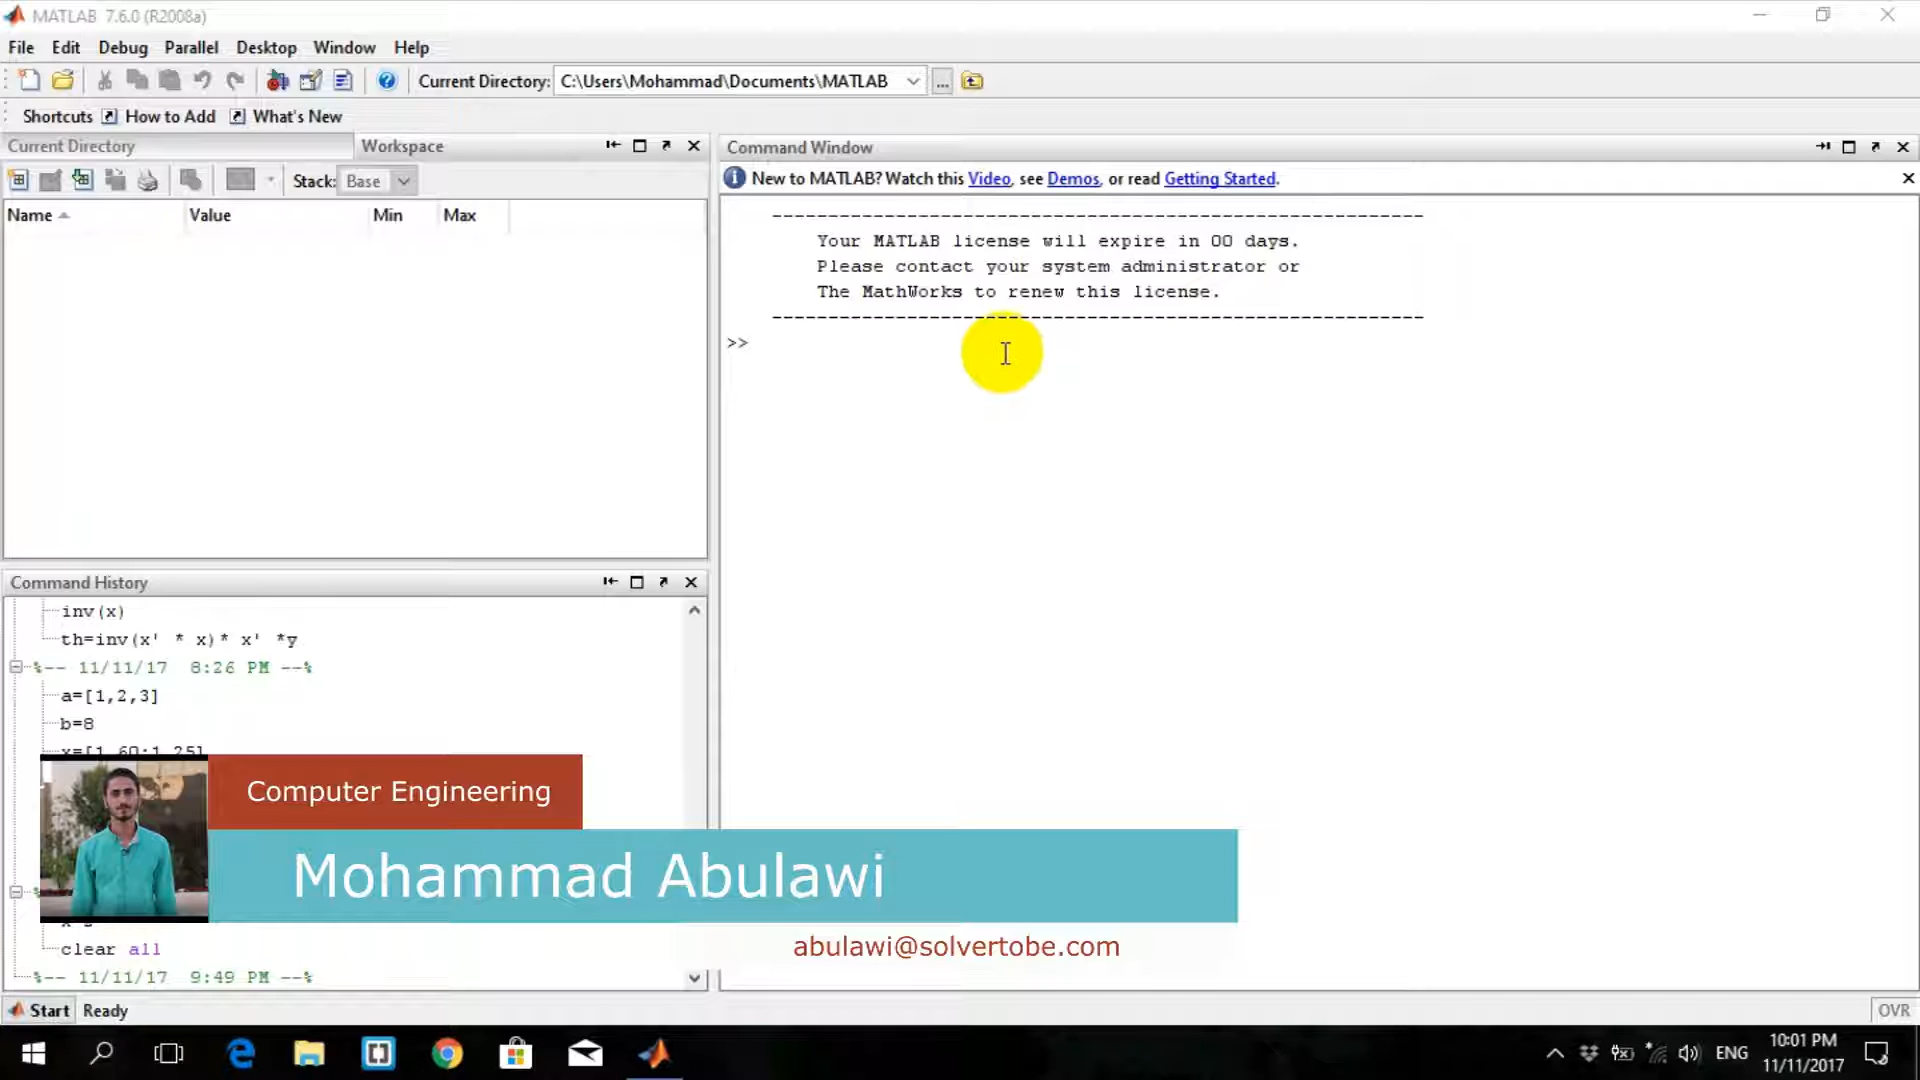 MATLAB 7.6.0 (R2008a)
File Edit Debug Parallel Desktop Window Help
Current Directory: C:\Users\Mohammad\Documents\MATLAB ...
Shortcuts How to Add What's New
Current Directory Workspace
Stack: Base
Name Value Min Max
Command Window
New to MATLAB? Watch this Video, see Demos, or read Getting Started.
---------------------------------------------------------
Your MATLAB license will expire in 00 days.
Please contact your system administrator or
The MathWorks to renew this license.
---------------------------------------------------------
>>
Command History
inv(x)
th=inv(x' * x)* x' *y
%-- 11/11/17 8:26 PM --%
a=[1,2,3]
b=8
x=[1 60;1 25]
Computer Engineering
Mohammad Abulawi
abulawi@solvertobe.com
clear all
%-- 11/11/17 9:49 PM --%
Start Ready
OVR
ENG
10:01 PM
11/11/2017